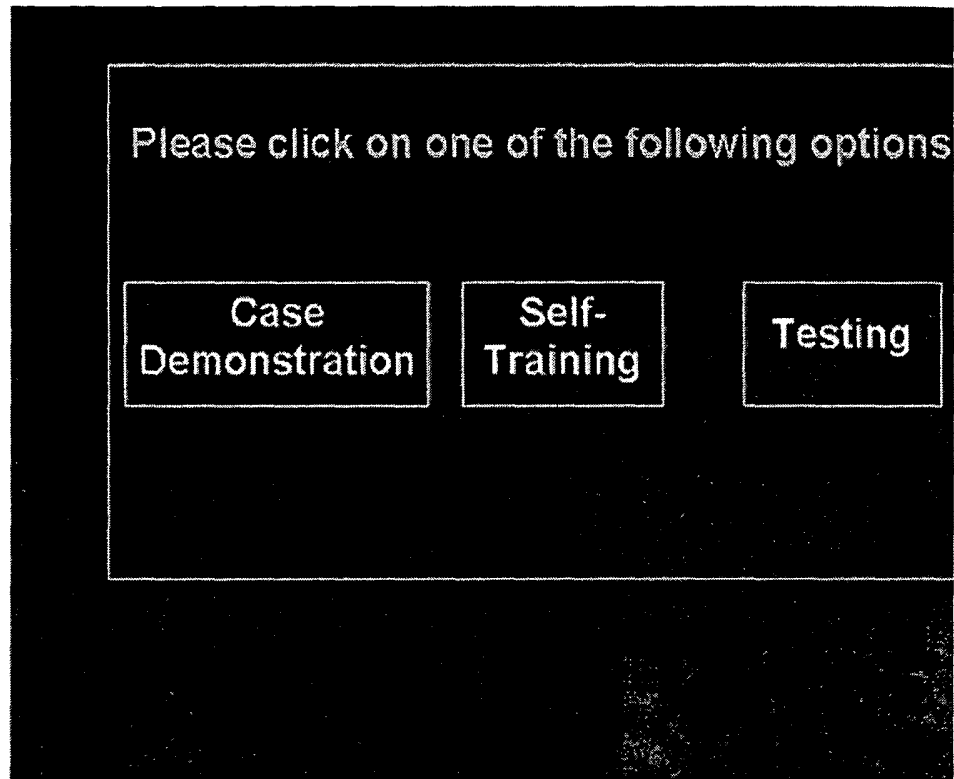 Please click on one of the following options
Case
Demonstration
Self-
Training
Testing